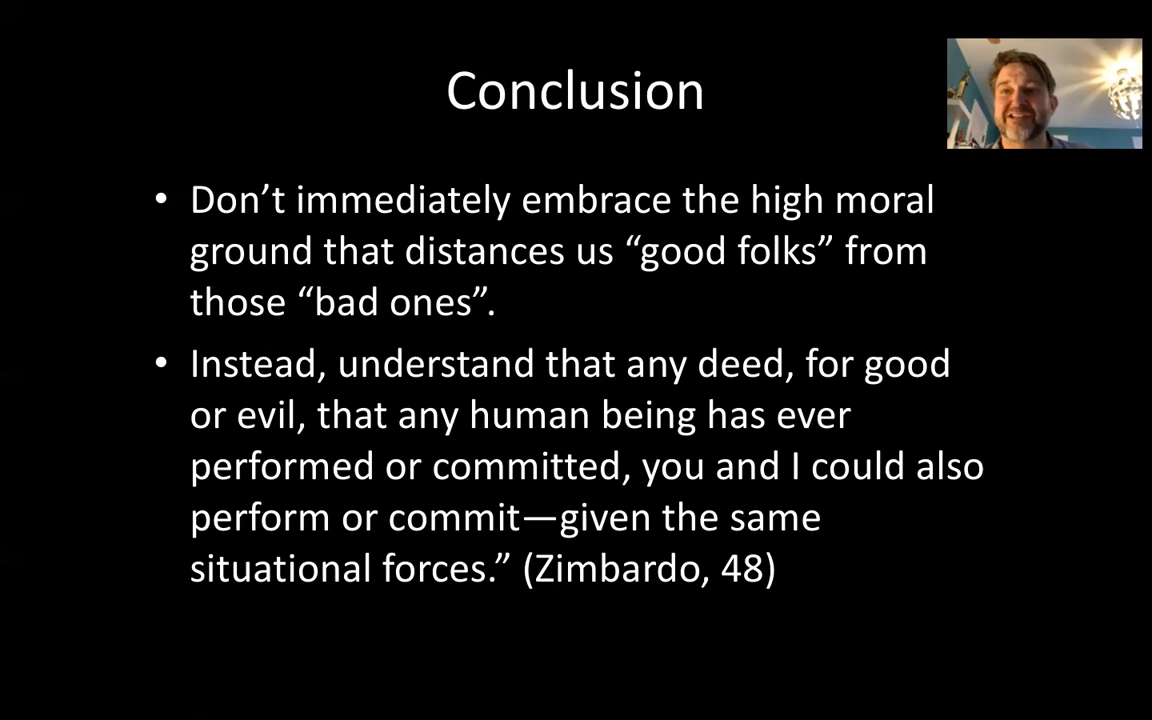 Conclusion
• Don’t immediately embrace the high moral
ground that distances us “good folks” from
those “bad ones”.
• Instead, understand that any deed, for good
or evil, that any human being has ever
performed or committed, you and I could also
perform or commit—given the same
situational forces.” (Zimbardo, 48)